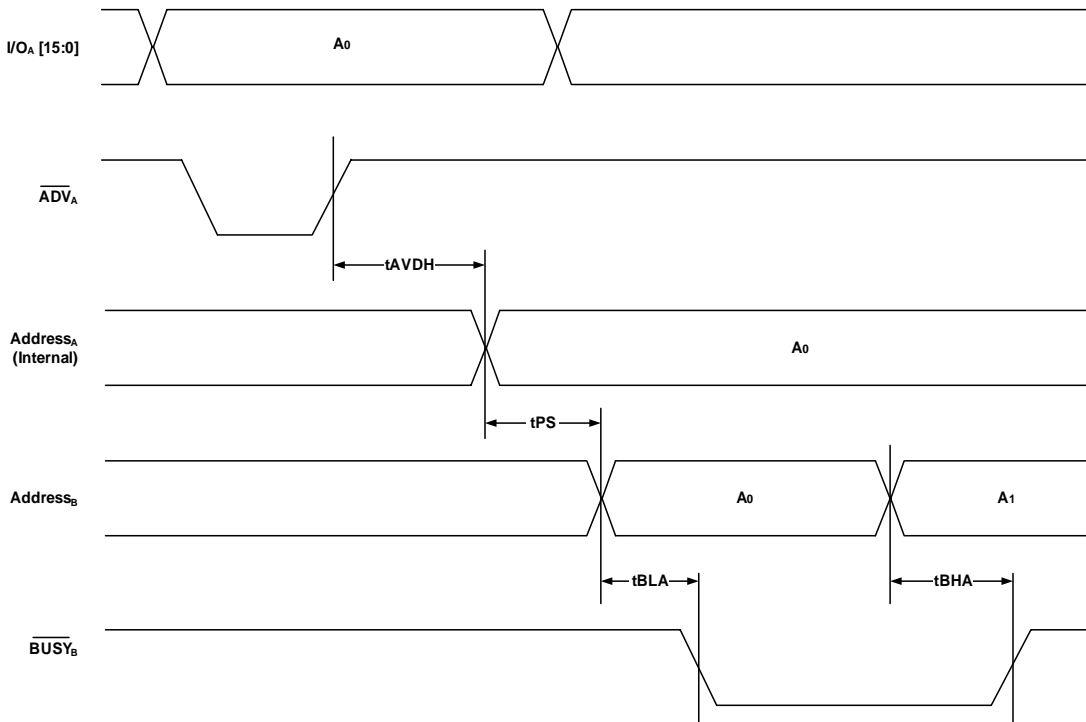 I/OA [15:0]
A0
ADVA
tAVDH
AddressA
(Internal)
A0
tPS
AddressB
A0
A1
tBLA
tBHA
BUSYB